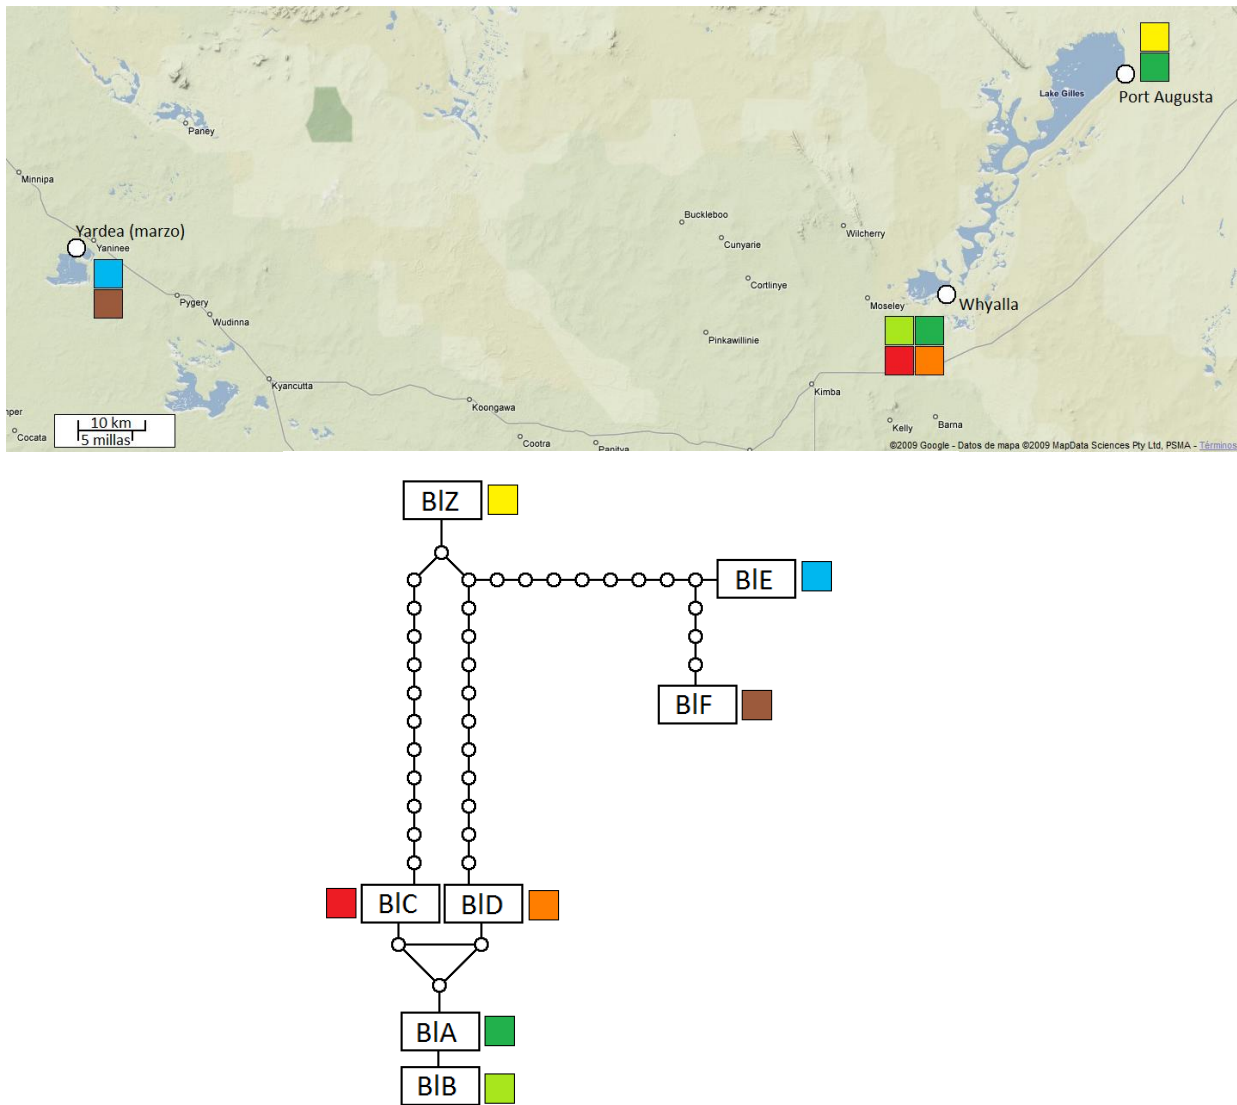 Port Augusta
Lake Gilles
Paney
Minnipa
Buckleboo
Cunyarie
Wilcherry
Yardea (marzo)
Yaninee
Cortlinye
Pygery
Wudinna
Moseley
Whyalla
Pinkawillinie
Kyancutta
Kimba
Koongawa
Kelly
Barna
Cocata
10 km
5 millas
Cootra
©2009 Google - Datos de mapa ©2009 MapData Sciences Pty Ltd, PSMA - Términos
BlZ
BlE
BlF
BlC
BlD
BlA
BlB